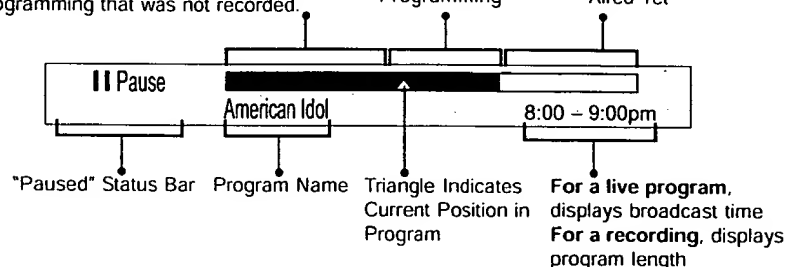 ogramming that was not recorded.
Programming
Aired Yet
Pause
American Idol
8:00 – 9:00pm
"Paused" Status Bar
Program Name
Triangle Indicates
Current Position in
Program
For a live program,
displays broadcast time
For a recording, displays
program length